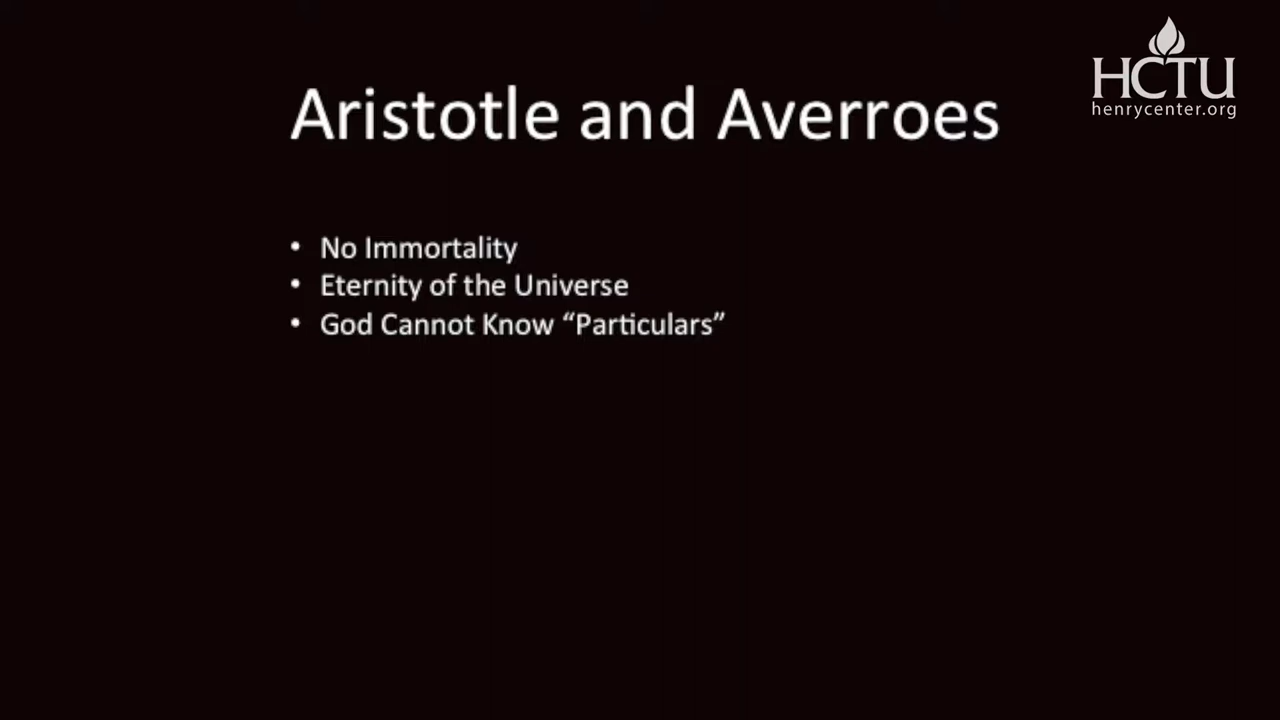 HCTU
henrycenter.org
Aristotle and Averroes
• No Immortality
• Eternity of the Universe
• God Cannot Know “Particulars”